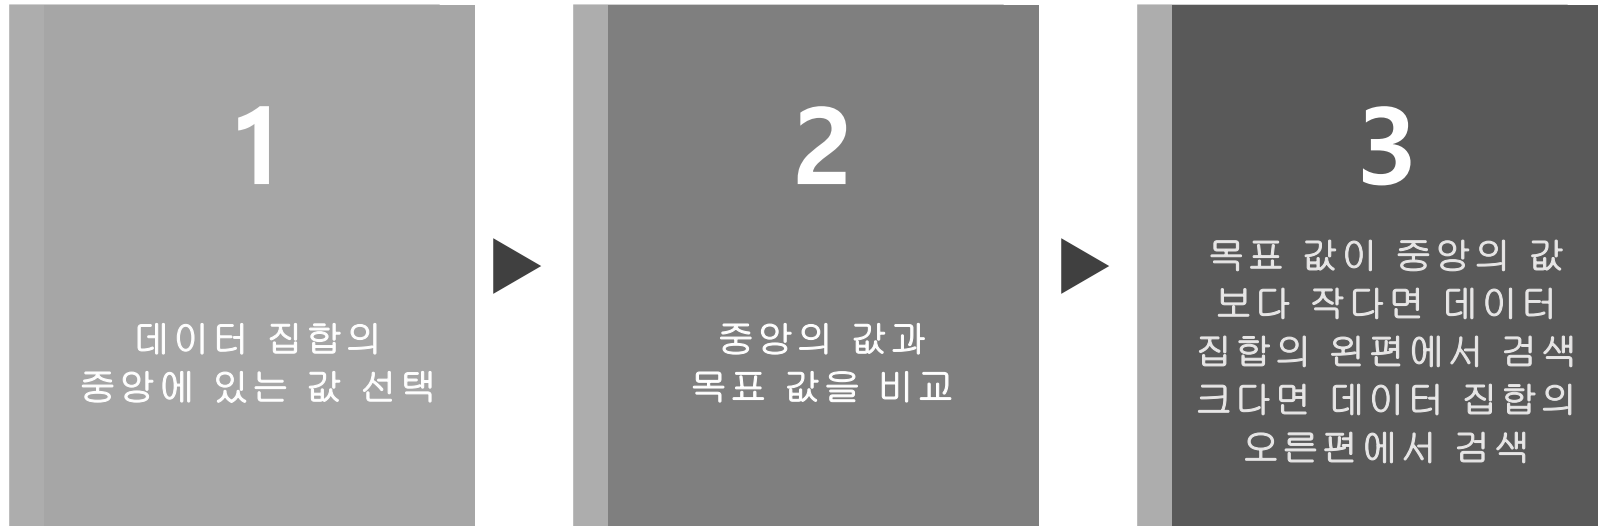 1
데이터 집합의
중앙에 있는 값 선택
2
중앙의 값과
목표 값을 비교
3
목표 값이 중앙의 값
보다 작다면 데이터
집합의 왼편에서 검색
크다면 데이터 집합의
오른편에서 검색